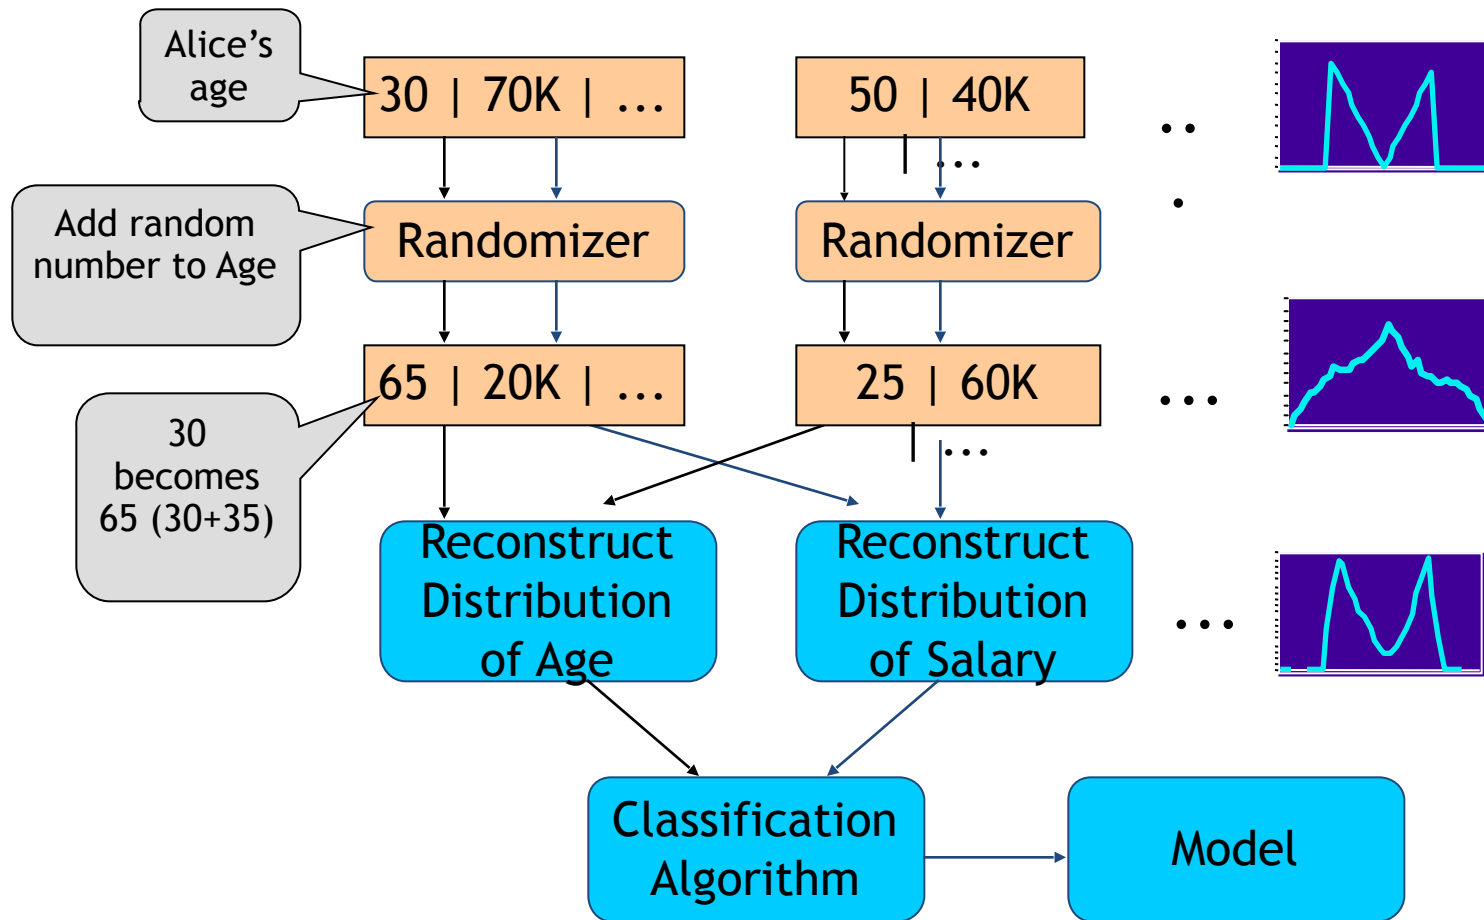 Alice’s
age
30 | 70K | ...
50 | 40K
| ...
...
Add random
number to Age
Randomizer
Randomizer
65 | 20K | ...
25 | 60K
| ...
...
30
becomes
65 (30+35)
Reconstruct
Distribution
of Age
Reconstruct
Distribution
of Salary
...
Classification
Algorithm
Model